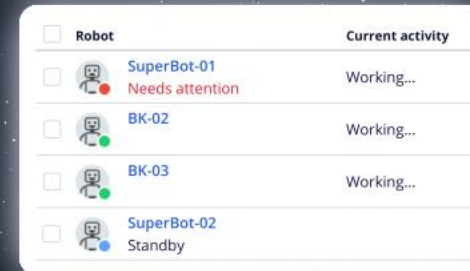 Robot Current activity
SuperBot-01
Needs attention
Working...
BK-02
Working...
BK-03
Working...
SuperBot-02
Standby